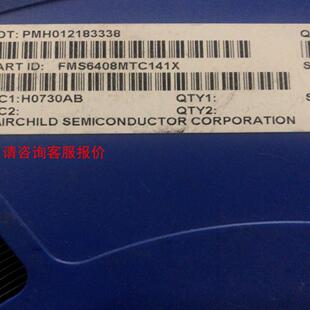 OT: PMH012183338
Q
ART ID: FMS6408MTC141X
S
C1:H0730AB QTY1:
C2: QTY2:
AIRCHILD SEMICONDUCTOR CORPORATION
请咨询客服报价